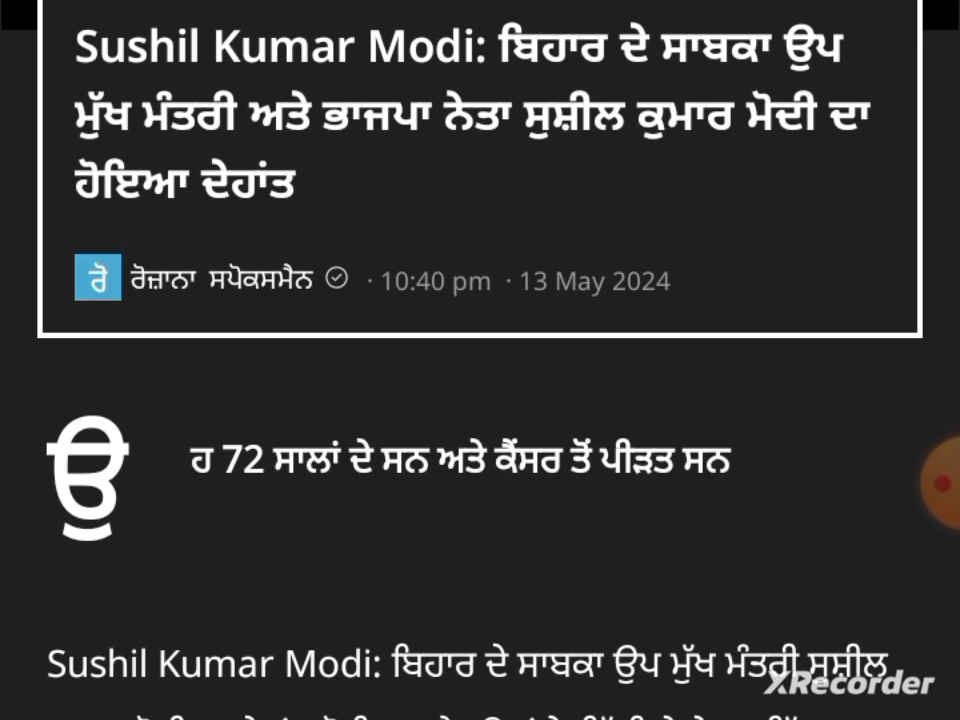 Sushil Kumar Modi: ਬਿਹਾਰ ਦੇ ਸਾਬਕਾ ਉਪ
ਮੁੱਖ ਮੰਤਰੀ ਅਤੇ ਭਾਜਪਾ ਨੇਤਾ ਸੁਸ਼ੀਲ ਕੁਮਾਰ ਮੋਦੀ ਦਾ
ਹੋਇਆ ਦੇਹਾਂਤ
ਰੋ ਰੋਜ਼ਾਨਾ ਸਪੋਕਸਮੈਨ · 10:40 pm · 13 May 2024
ਉਹ 72 ਸਾਲਾਂ ਦੇ ਸਨ ਅਤੇ ਕੈਂਸਰ ਤੋਂ ਪੀੜਤ ਸਨ
Sushil Kumar Modi: ਬਿਹਾਰ ਦੇ ਸਾਬਕਾ ਉਪ ਮੁੱਖ ਮੰਤਰੀ ਸੁਸ਼ੀਲ
XRecorder